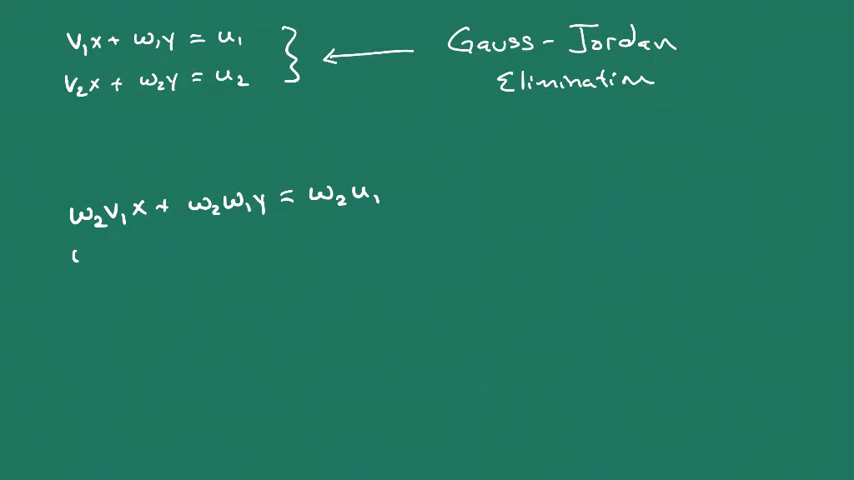 v₁x + w₁y = u₁
v₂x + w₂y = u₂
Gauss-Jordan
Elimination
w₂v₁x + w₂w₁y = w₂u₁